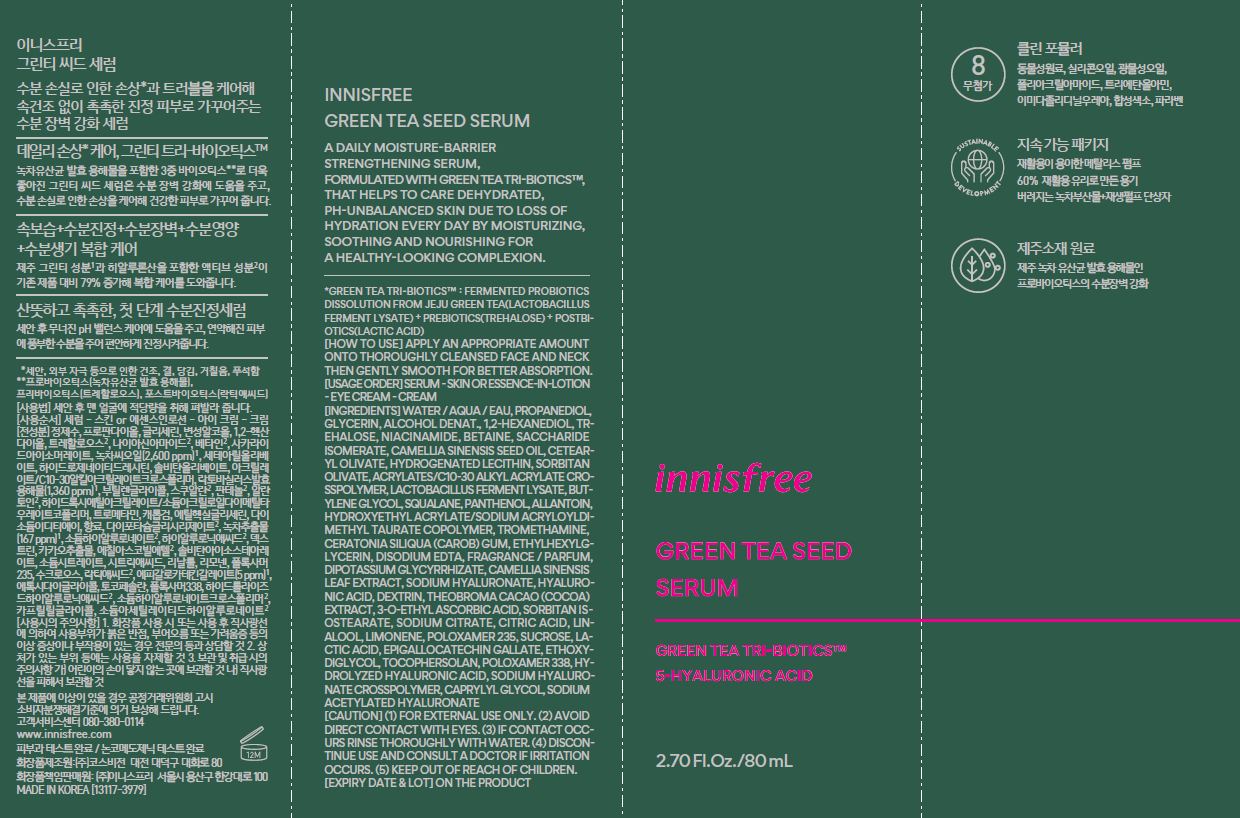 이니스프리
그린티 씨드 세럼
수분 손실로 인한 손상*과 트러블을 케어해
속건조 없이 촉촉한 진정 피부로 가꾸어주는
수분 장벽 강화 세럼
데일리 손상* 케어, 그린티 트라-바이오틱스™
녹차유산균 발효 용해물을 포함한 3중 바이오틱스**로 더욱
좋아진 그린티 씨드 세럼은 수분 장벽 강화에 도움을 주고,
수분 손실로 인한 손상을 케어해 건강한 피부로 가꾸어 줍니다.
속보습+수분진정+수분장벽+수분영양
+수분생기 복합 케어
제주 그린티 성분¹과 히알루론산을 포함한 액티브 성분²이
기존 제품 대비 79% 증가해 복합 케어를 도와줍니다.
산뜻하고 촉촉한, 첫 단계 수분진정세럼
세안 후 무너진 pH 밸런스 케어에 도움을 주고, 연약해진 피부
에 풍부한 수분을 주어 편안하게 진정시켜줍니다.
*세안, 외부 자극 등으로 인한 건조, 결, 당김, 거칠음, 푸석함
**프로바이오틱스(녹차유산균 발효 용해물),
프리바이오틱스(트레할로오스), 포스트바이오틱스(락틱애씨드)
[사용법] 세안 후 맨 얼굴에 적당량을 취해 펴발라 줍니다.
[사용순서] 세럼 - 스킨 or 에센스인로션 - 아이 크림 - 크림
[전성분] 정제수, 프로판다이올, 글리세린, 변성알코올, 1,2-헥산
다이올, 트레할로오스², 나이아신아마이드², 베타인², 사카라이
드아이소머레이트, 녹차씨오일(2,600 ppm)¹, 세테아릴올리베
이트, 하이드로제네이티드레시틴, 솔비탄올리베이트, 아크릴레
이트/C10-30알킬아크릴레이트크로스폴리머, 락토바실러스발효
용해물(1,360 ppm)¹, 부틸렌글라이콜, 스쿠알란², 판테놀², 알란
토인², 하이드록시에틸아크릴레이트/소듐아크릴로일다이메틸타
우레이트코폴리머, 트로메타민, 캐롭검, 에틸헥실글리세린, 다이
소듐이디티에이, 향료, 다이포타슘글리시리제이트², 녹차추출물
(167 ppm)¹, 소듐하이알루로네이트², 하이알루로닉애씨드², 덱스
트린, 카카오추출물, 에칠아스코빌에텔², 솔비탄아이소스테아레
이트, 소듐시트레이트, 시트릭애씨드, 리날룰, 리모넨, 폴록사머
235, 수크로오스, 락틱애씨드², 에피갈로카테킨갈레이트(5 ppm)¹,
에톡시다이글라이콜, 토코페솔란, 폴록사머338, 하이드롤라이즈
드하이알루로닉애씨드², 소듐하이알루로네이트크로스폴리머²,
카프릴릴글라이콜, 소듐아세틸레이티드하이알루로네이트²
[사용시의 주의사항] 1. 화장품 사용 시 또는 사용 후 직사광선
에 의하여 사용부위가 붉은 반점, 부어오름 또는 가려움증 등의
이상 증상이나 부작용이 있는 경우 전문의 등과 상담할 것 2. 상
처가 있는 부위 등에는 사용을 자제할 것 3. 보관 및 취급 시의
주의사항 가) 어린이의 손이 닿지 않는 곳에 보관할 것 나) 직사광
선을 피해서 보관할 것
본 제품에 이상이 있을 경우 공정거래위원회 고시
소비자분쟁해결기준에 의거 보상해 드립니다.
고객서비스센터 080-380-0114
www.innisfree.com
피부과 테스트 완료 / 논코메도제닉 테스트 완료
12M
화장품제조원:(주)코스비전 대전 대덕구 대화로 80
화장품책임판매원: (주)이니스프리 서울시 용산구 한강대로 100
MADE IN KOREA [13117-3979]
INNISFREE
GREEN TEA SEED SERUM
A DAILY MOISTURE-BARRIER
STRENGTHENING SERUM,
FORMULATED WITH GREEN TEA TRI-BIOTICS™,
THAT HELPS TO CARE DEHYDRATED,
PH-UNBALANCED SKIN DUE TO LOSS OF
HYDRATION EVERY DAY BY MOISTURIZING,
SOOTHING AND NOURISHING FOR
A HEALTHY-LOOKING COMPLEXION.
*GREEN TEA TRI-BIOTICS™ : FERMENTED PROBIOTICS
DISSOLUTION FROM JEJU GREEN TEA(LACTOBACILLUS
FERMENT LYSATE) + PREBIOTICS(TREHALOSE) + POSTBI-
OTICS(LACTIC ACID)
[HOW TO USE] APPLY AN APPROPRIATE AMOUNT
ONTO THOROUGHLY CLEANSED FACE AND NECK
THEN GENTLY SMOOTH FOR BETTER ABSORPTION.
[USAGE ORDER] SERUM - SKIN OR ESSENCE-IN-LOTION
- EYE CREAM - CREAM
[INGREDIENTS] WATER / AQUA / EAU, PROPANEDIOL,
GLYCERIN, ALCOHOL DENAT., 1,2-HEXANEDIOL, TR-
EHALOSE, NIACINAMIDE, BETAINE, SACCHARIDE
ISOMERATE, CAMELLIA SINENSIS SEED OIL, CETEAR-
YL OLIVATE, HYDROGENATED LECITHIN, SORBITAN
OLIVATE, ACRYLATES/C10-30 ALKYL ACRYLATE CRO-
SSPOLYMER, LACTOBACILLUS FERMENT LYSATE, BUT-
YLENE GLYCOL, SQUALANE, PANTHENOL, ALLANTOIN,
HYDROXYETHYL ACRYLATE/SODIUM ACRYLOYLDI-
METHYL TAURATE COPOLYMER, TROMETHAMINE,
CERATONIA SILIQUA (CAROB) GUM, ETHYLHEXYLG-
LYCERIN, DISODIUM EDTA, FRAGRANCE / PARFUM,
DIPOTASSIUM GLYCYRRHIZATE, CAMELLIA SINENSIS
LEAF EXTRACT, SODIUM HYALURONATE, HYALURO-
NIC ACID, DEXTRIN, THEOBROMA CACAO (COCOA)
EXTRACT, 3-O-ETHYL ASCORBIC ACID, SORBITAN IS-
OSTEARATE, SODIUM CITRATE, CITRIC ACID, LIN-
ALOOL, LIMONENE, POLOXAMER 235, SUCROSE, LA-
CTIC ACID, EPIGALLOCATECHIN GALLATE, ETHOXY-
DIGLYCOL, TOCOPHERSOLAN, POLOXAMER 338, HY-
DROLYZED HYALURONIC ACID, SODIUM HYALURO-
NATE CROSSPOLYMER, CAPRYLYL GLYCOL, SODIUM
ACETYLATED HYALURONATE
[CAUTION] (1) FOR EXTERNAL USE ONLY. (2) AVOID
DIRECT CONTACT WITH EYES. (3) IF CONTACT OCC-
URS RINSE THOROUGHLY WITH WATER. (4) DISCON-
TINUE USE AND CONSULT A DOCTOR IF IRRITATION
OCCURS. (5) KEEP OUT OF REACH OF CHILDREN.
[EXPIRY DATE & LOT] ON THE PRODUCT
innisfree
GREEN TEA SEED
SERUM
GREEN TEA TRI-BIOTICS™
5-HYALURONIC ACID
2.70 Fl.Oz./80 mL
8
무첨가
클린 포뮬러
동물성원료, 실리콘오일, 광물성오일,
폴리아크릴아마이드, 트리에탄올아민,
이미다졸리디닐우레아, 합성색소, 파라벤
SUSTAINABLE
DEVELOPMENT
지속 가능 패키지
재활용이 용이한 메탈리스 펌프
60% 재활용 유리로 만든 용기
버려지는 녹차부산물+재생펄프 단상자
제주소재 원료
제주 녹차 유산균 발효 용해물인
프로바이오틱스의 수분장벽 강화